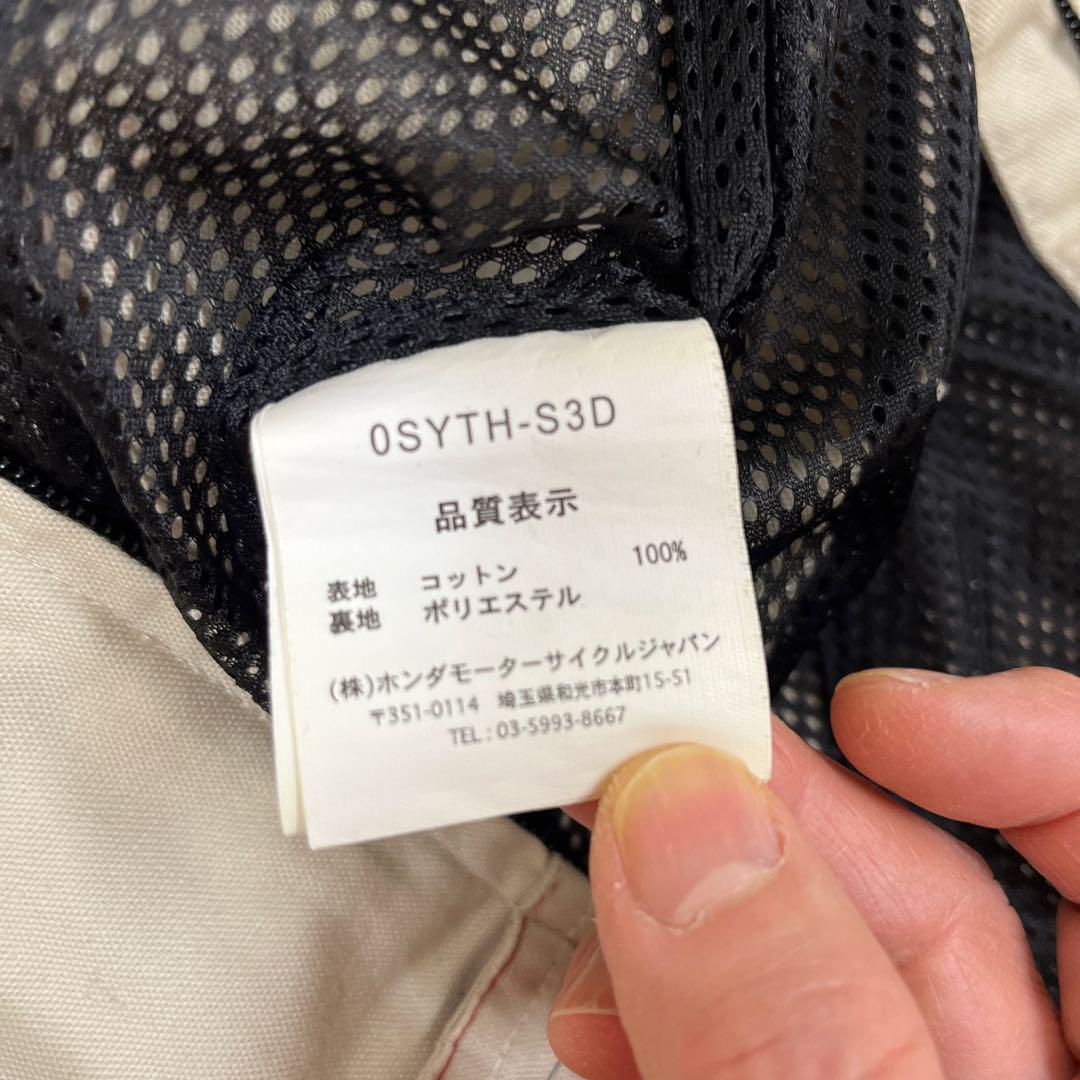 0SYTH-S3D
品質表示
表地 コットン 100%
裏地 ポリエステル
(株)ホンダモーターサイクルジャパン
〒351-0114 埼玉県和光市本町15-51
TEL : 03-5993-8667